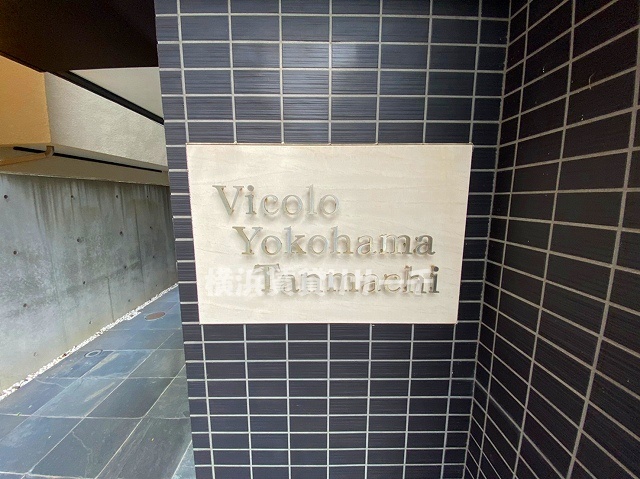 Vicolo
Yokohama
Tanmachi
横浜